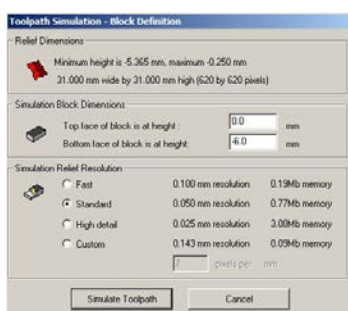 Toolpath Simulation - Block Definition
Relief Dimensions
Minimum height is -5.365 mm, maximum -0.250 mm
31.000 mm wide by 31.000 mm high (620 by 620 pixels)
Simulation Block Dimensions
Top face of block is at height : 0.0 mm
Bottom face of block is at height: -6.0 mm
Simulation Relief Resolution
Fast 0.100 mm resolution 0.19Mb memory
Standard 0.050 mm resolution 0.77Mb memory
High detail 0.025 mm resolution 3.08Mb memory
Custom 0.143 mm resolution 0.09Mb memory
7 pixels per mm
Simulate Toolpath Cancel